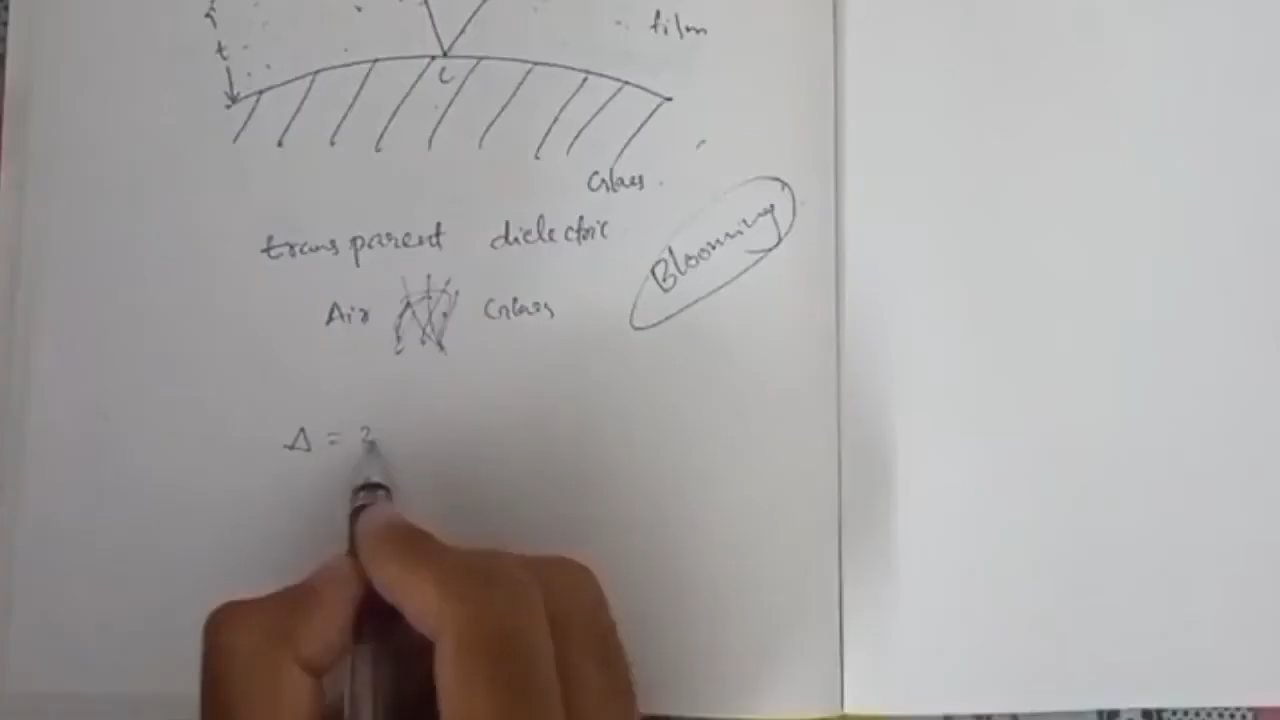 film
t
C
Glass.
transparent dielectric
Blooming
Air Glass
Δ = 2